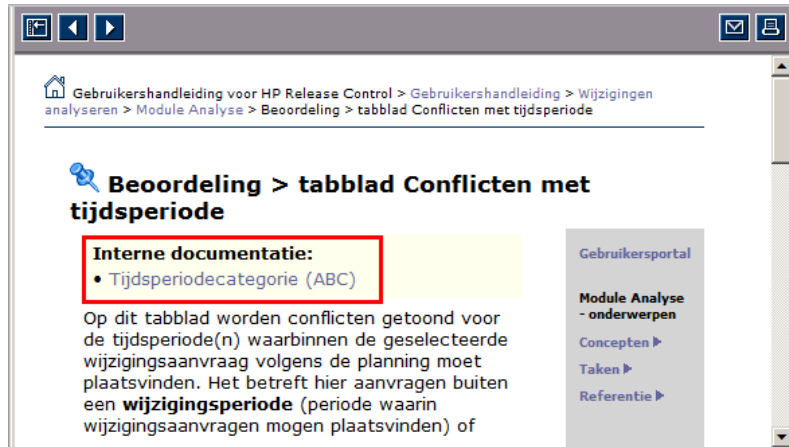 Gebruikershandleiding voor HP Release Control > Gebruikershandleiding > Wijzigingen
analyseren > Module Analyse > Beoordeling > tabblad Conflicten met tijdsperiode
Beoordeling > tabblad Conflicten met
tijdsperiode
Interne documentatie:
• Tijdsperiodecategorie (ABC)
Op dit tabblad worden conflicten getoond voor
de tijdsperiode(n) waarbinnen de geselecteerde
wijzigingsaanvraag volgens de planning moet
plaatsvinden. Het betreft hier aanvragen buiten
een wijzigingsperiode (periode waarin
wijzigingsaanvragen mogen plaatsvinden) of
Gebruikersportal
Module Analyse
- onderwerpen
Concepten
Taken
Referentie